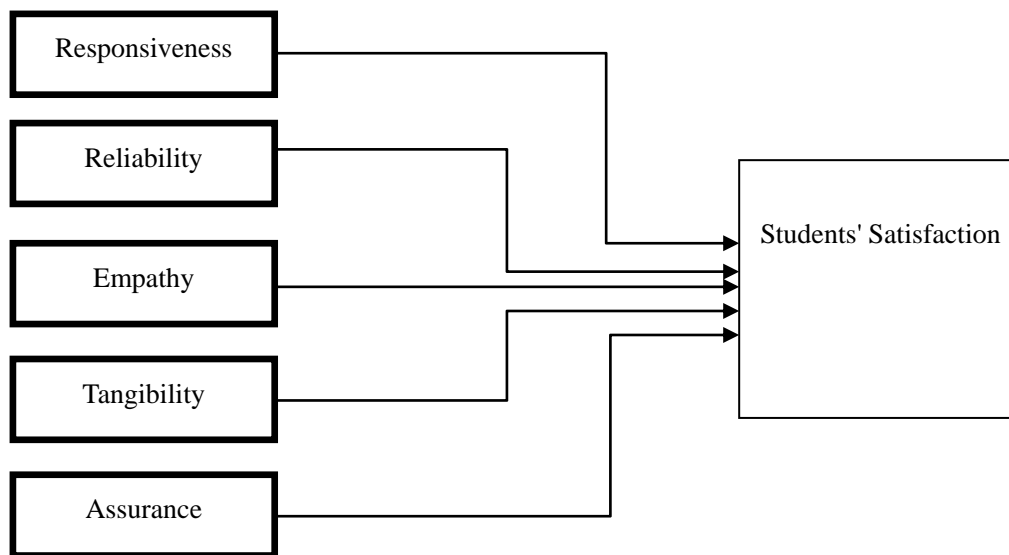 Responsiveness
Reliability
Empathy
Tangibility
Assurance
Students' Satisfaction